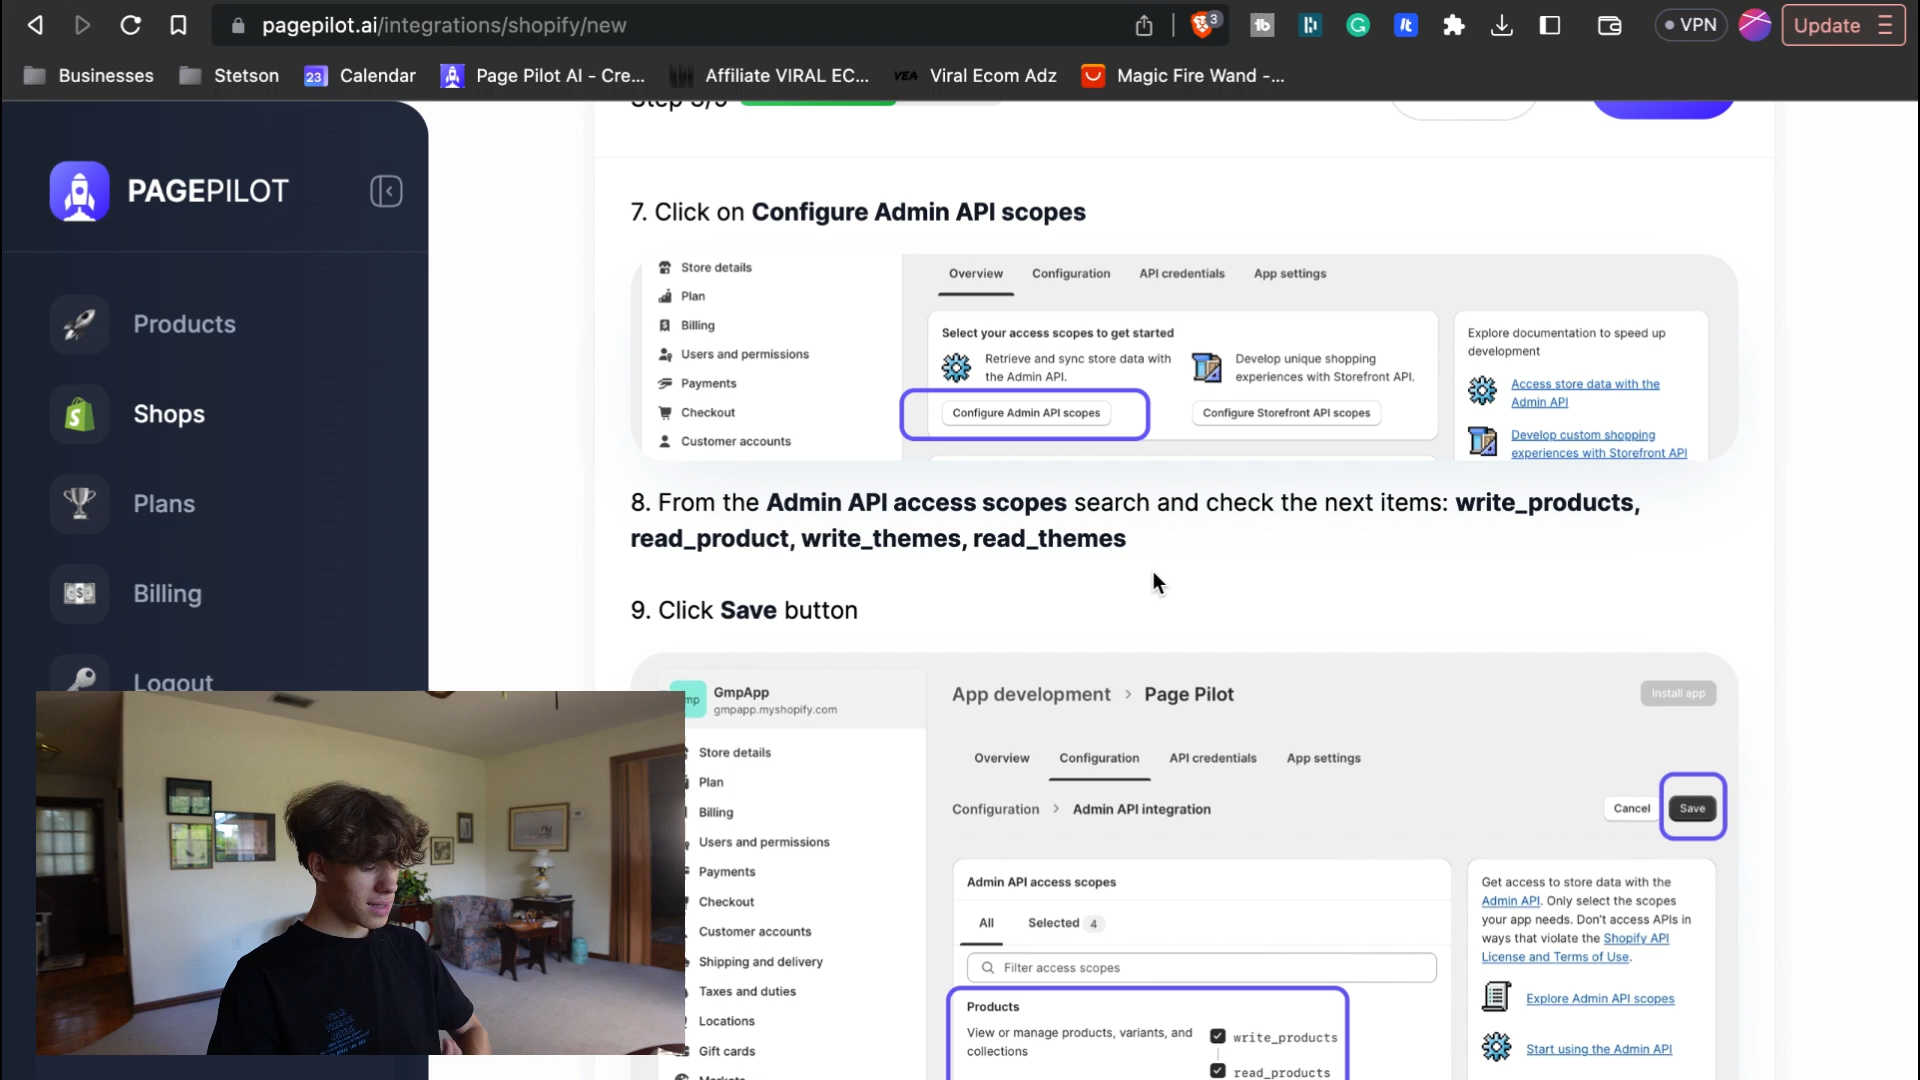 pagepilot.ai/integrations/shopify/new
3
VPN
Update
Businesses
Stetson
23 Calendar
Page Pilot AI - Cre...
Affiliate VIRAL EC...
VEA Viral Ecom Adz
Magic Fire Wand -...
PAGEPILOT
Products
Shops
Plans
Billing
Logout
7. Click on Configure Admin API scopes
Store details
Plan
Billing
Users and permissions
Payments
Checkout
Customer accounts
Overview Configuration API credentials App settings
Select your access scopes to get started
Retrieve and sync store data with
the Admin API.
Configure Admin API scopes
Develop unique shopping
experiences with Storefront API.
Configure Storefront API scopes
Explore documentation to speed up
development
Access store data with the
Admin API
Develop custom shopping
experiences with Storefront API
8. From the Admin API access scopes search and check the next items: write_products,
read_product, write_themes, read_themes
9. Click Save button
GmpApp
gmpapp.myshopify.com
Store details
Plan
Billing
Users and permissions
Payments
Checkout
Customer accounts
Shipping and delivery
Taxes and duties
Locations
Gift cards
Markets
App development > Page Pilot
Install app
Overview Configuration API credentials App settings
Configuration > Admin API integration
Cancel Save
Admin API access scopes
All Selected 4
Filter access scopes
Products
View or manage products, variants, and
collections
write_products
read_products
Get access to store data with the
Admin API. Only select the scopes
your app needs. Don't access APIs in
ways that violate the Shopify API
License and Terms of Use.
Explore Admin API scopes
Start using the Admin API